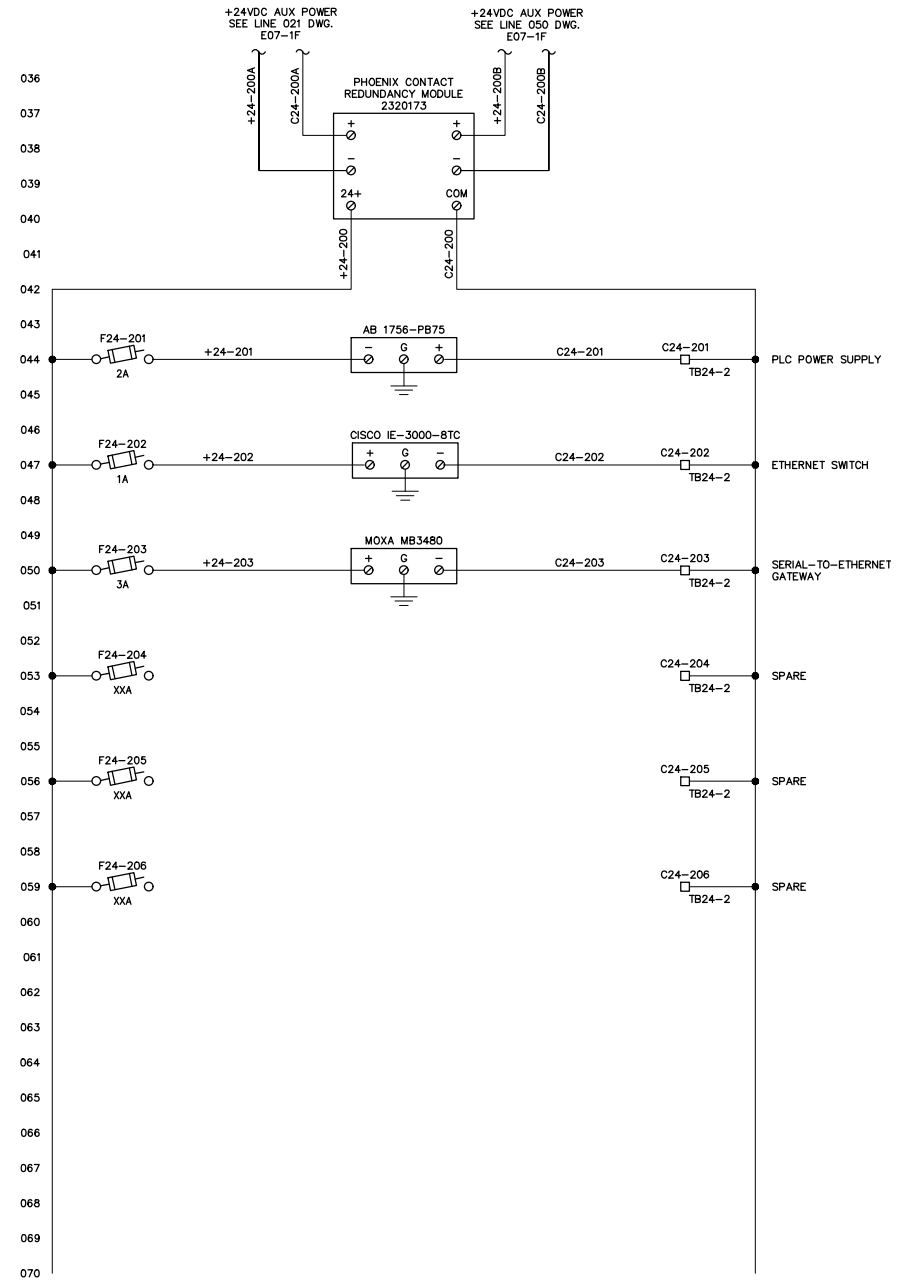 +24VDC AUX POWER
SEE LINE 021 DWG.
E07-1F
+24VDC AUX POWER
SEE LINE 050 DWG.
E07-1F
036
+24-200A
C24-200A
PHOENIX CONTACT
REDUNDANCY MODULE
2320173
+24-200B
C24-200B
037
+ +
038
- -
039
24+ COM
040
+24-200
C24-200
041
042
043
F24-201
AB 1756-PB75
044
+24-201
- G +
C24-201
C24-201
PLC POWER SUPPLY
2A
TB24-2
045
046
F24-202
CISCO IE-3000-8TC
047
+24-202
+ G -
C24-202
C24-202
ETHERNET SWITCH
1A
TB24-2
048
049
F24-203
MOXA MB3480
050
+24-203
+ G -
C24-203
C24-203
SERIAL-TO-ETHERNET
GATEWAY
3A
TB24-2
051
052
F24-204
053
C24-204
SPARE
XXA
TB24-2
054
055
F24-205
056
C24-205
SPARE
XXA
TB24-2
057
058
F24-206
059
C24-206
SPARE
XXA
TB24-2
060
061
062
063
064
065
066
067
068
069
070